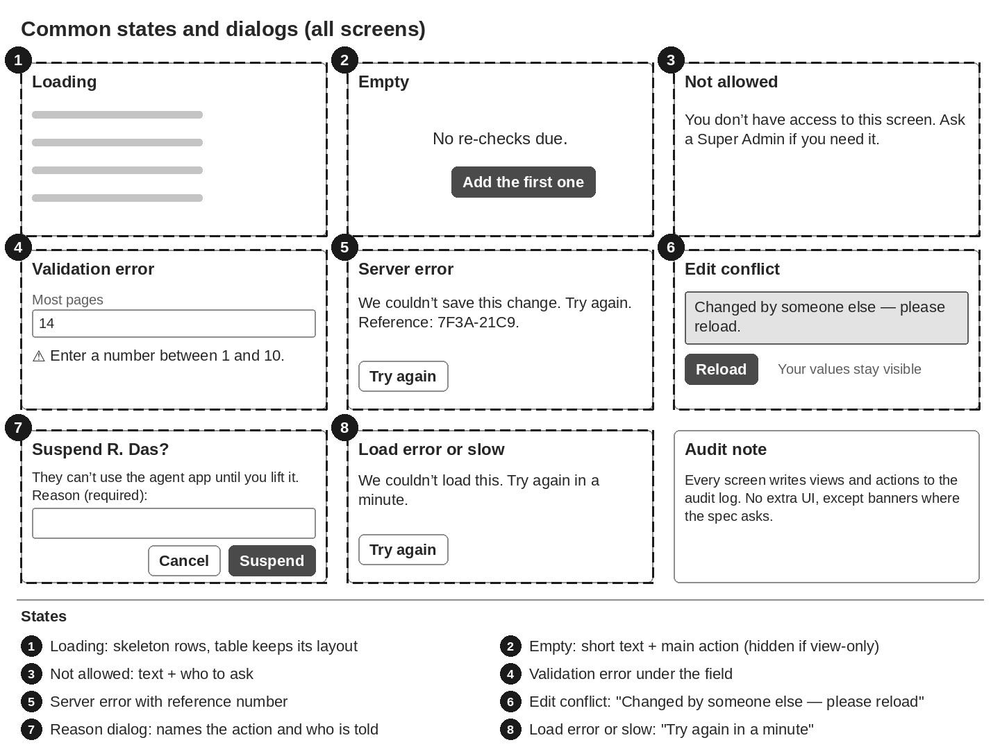 Common states and dialogs (all screens)
1
Loading
2
Empty
No re-checks due.
Add the first one
3
Not allowed
You don’t have access to this screen. Ask
a Super Admin if you need it.
4
Validation error
Most pages
14
⚠ Enter a number between 1 and 10.
5
Server error
We couldn’t save this change. Try again.
Reference: 7F3A-21C9.
Try again
6
Edit conflict
Changed by someone else — please
reload.
Reload
Your values stay visible
7
Suspend R. Das?
They can’t use the agent app until you lift it.
Reason (required):
Cancel
Suspend
8
Load error or slow
We couldn’t load this. Try again in a
minute.
Try again
Audit note
Every screen writes views and actions to the
audit log. No extra UI, except banners where
the spec asks.
States
1 Loading: skeleton rows, table keeps its layout
2 Empty: short text + main action (hidden if view-only)
3 Not allowed: text + who to ask
4 Validation error under the field
5 Server error with reference number
6 Edit conflict: "Changed by someone else — please reload"
7 Reason dialog: names the action and who is told
8 Load error or slow: "Try again in a minute"